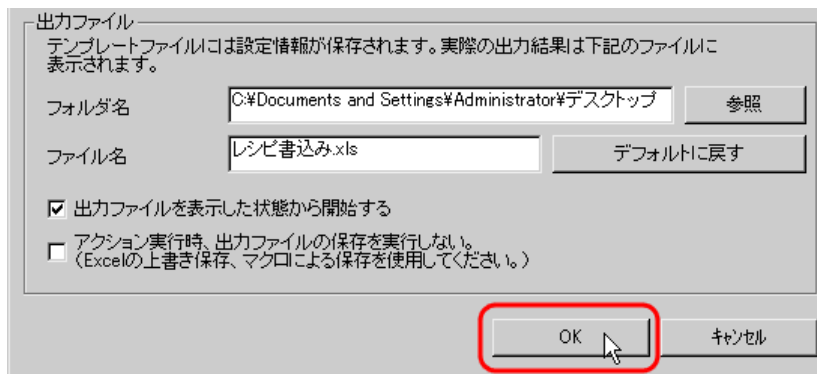 出力ファイル
テンプレートファイルには設定情報が保存されます。実際の出力結果は下記のファイルに
表示されます。
フォルダ名 C:¥Documents and Settings¥Administrator¥デスクトップ 参照
ファイル名 レシピ書込み.xls デフォルトに戻す
出力ファイルを表示した状態から開始する
アクション実行時、出力ファイルの保存を実行しない。
(Excelの上書き保存、マクロによる保存を使用してください。)
OK キャンセル